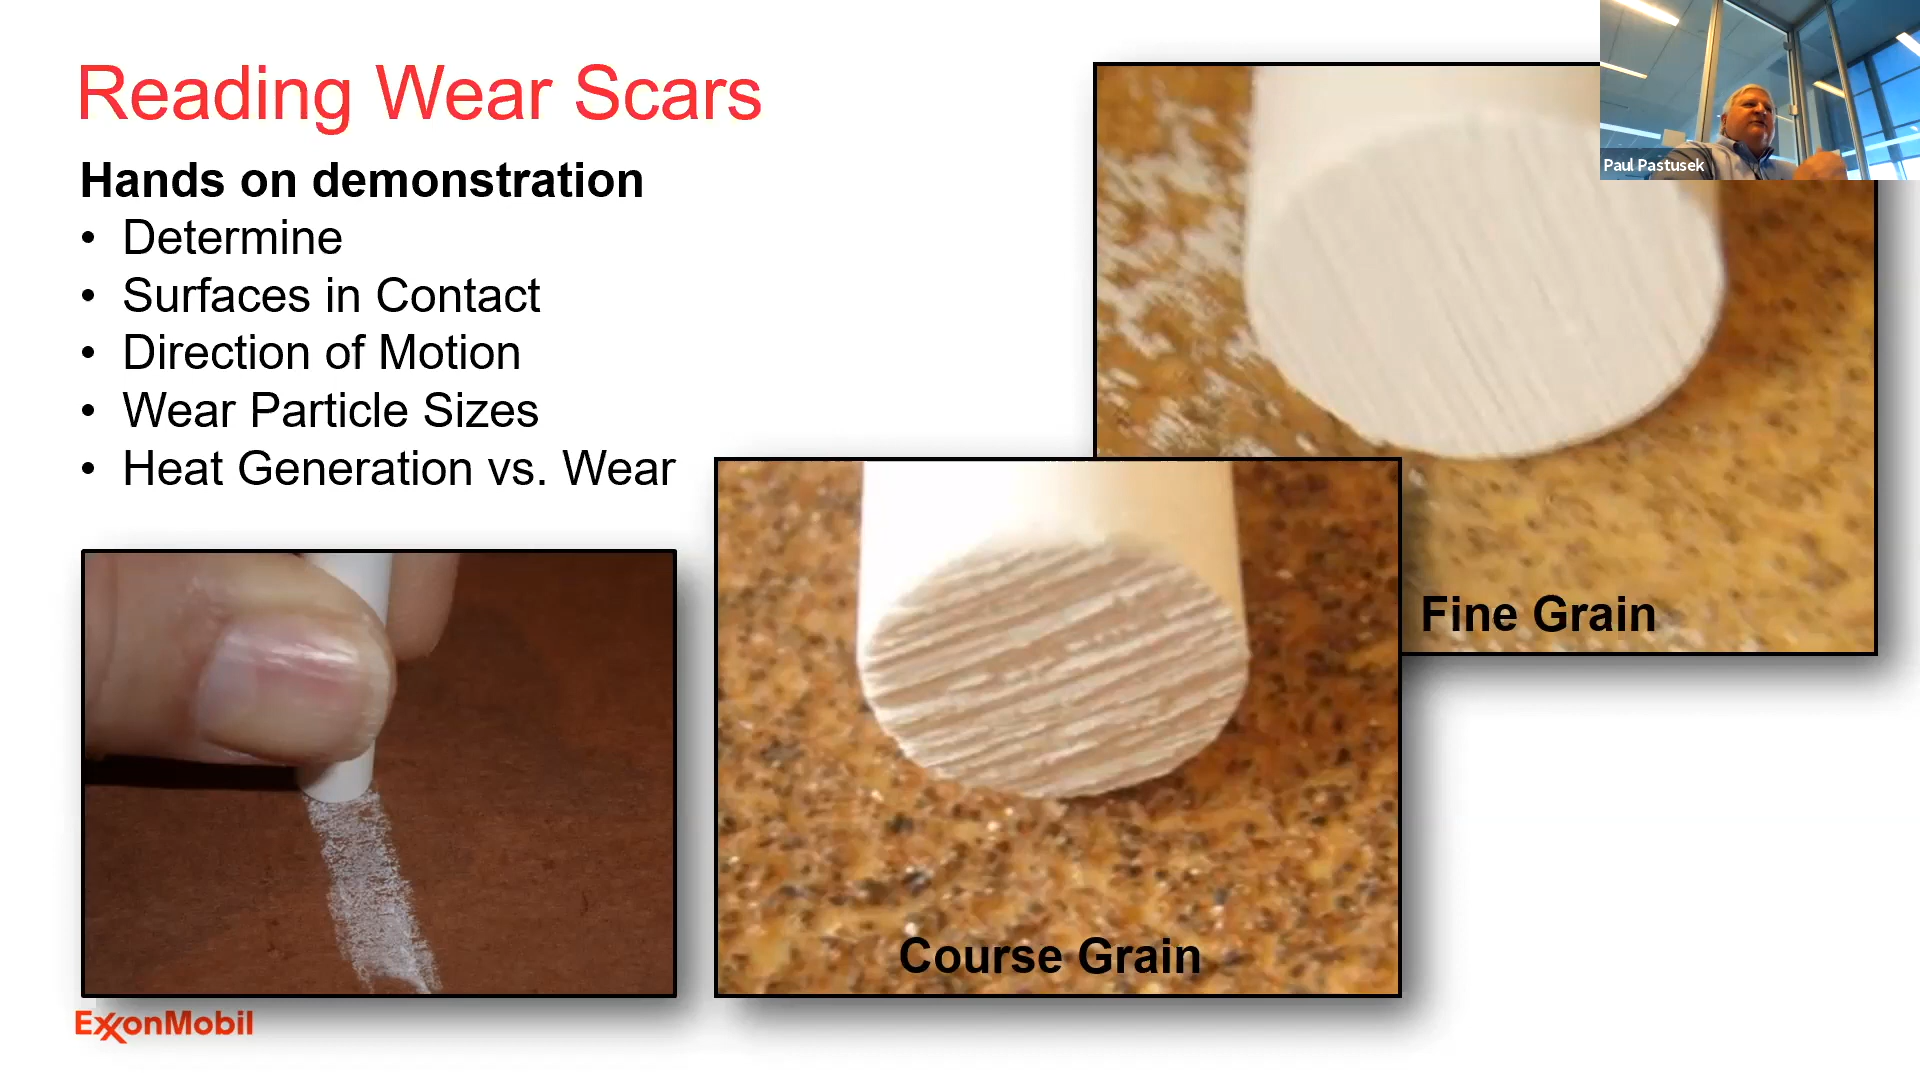 Reading Wear Scars
Hands on demonstration
• Determine
• Surfaces in Contact
• Direction of Motion
• Wear Particle Sizes
• Heat Generation vs. Wear
Paul Pastusek
Fine Grain
Course Grain
ExxonMobil